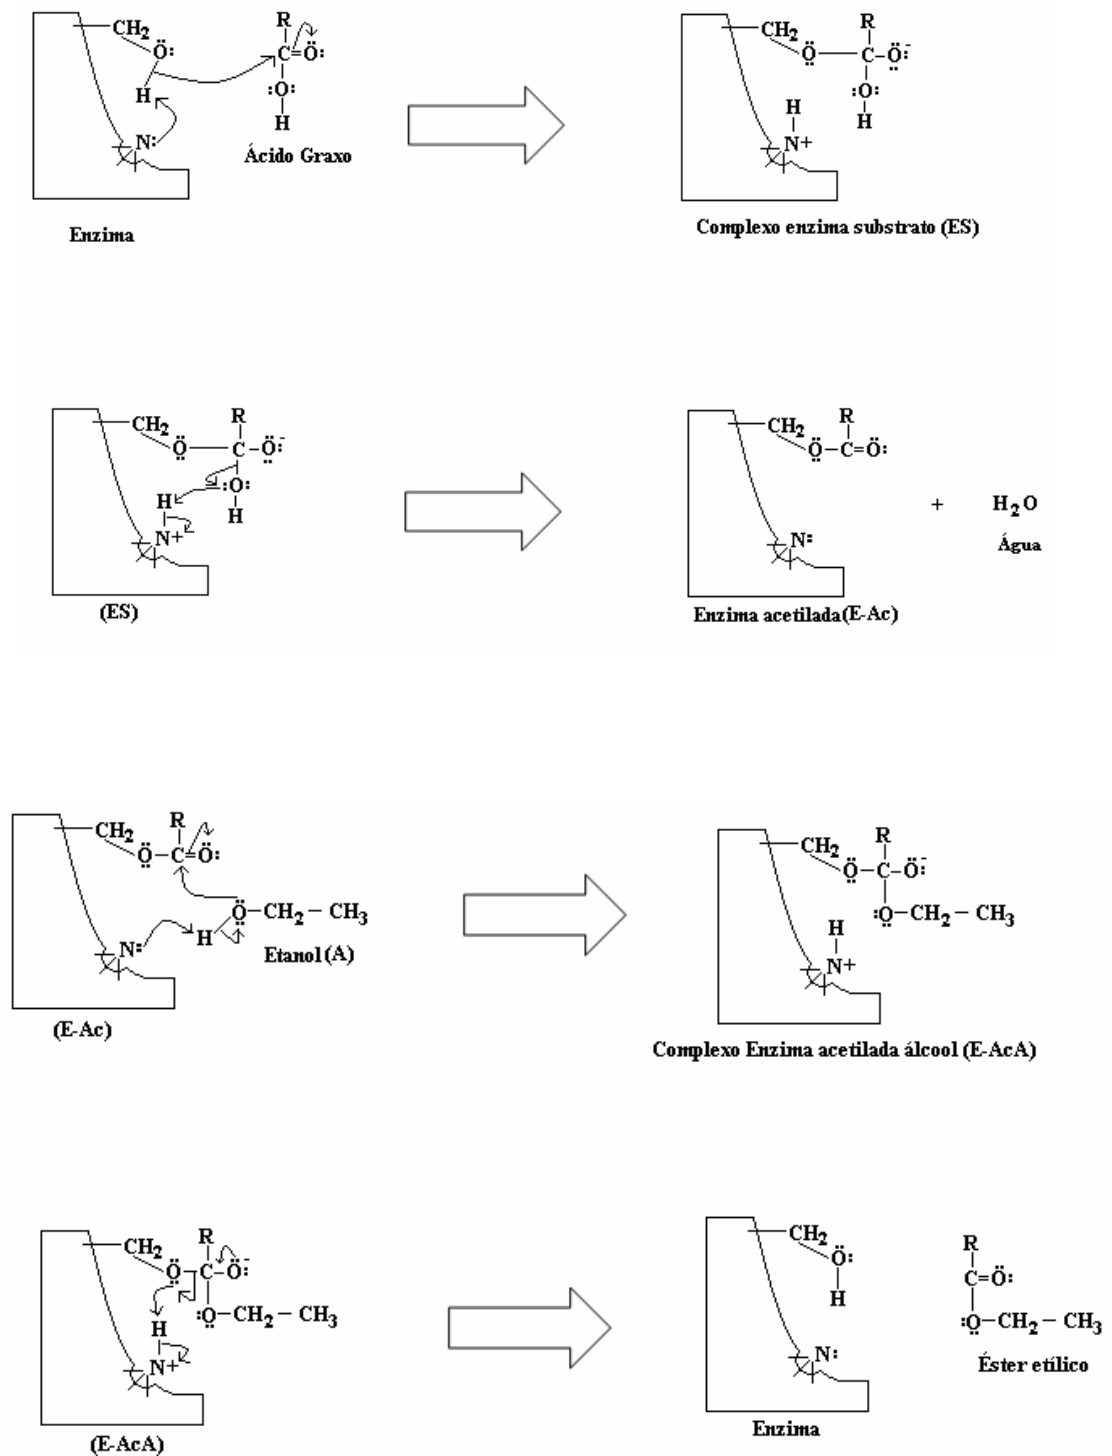 CH2
Ö:
H
N:
R
C=Ö:
:O:
H
Ácido Graxo
Enzima
CH2
Ö
R
C
Ö:-
:O:
H
H
N+
Complexo enzima substrato (ES)
CH2
Ö
R
C
Ö:-
:O:
H
H
N+
(ES)
CH2
R
Ö
C=Ö:
N:
+
H2O
Água
Enzima acetilada(E-Ac)
CH2
R
Ö
C=Ö:
Ö
CH2
CH3
H
N:
Etanol (A)
(E-Ac)
CH2
R
Ö
C
Ö:-
:O
CH2
CH3
H
N+
Complexo Enzima acetilada álcool (E-AcA)
CH2
R
Ö
C
Ö:-
:O
CH2
CH3
H
N+
(E-AcA)
CH2
Ö:
H
N:
Enzima
R
C=Ö:
:O
CH2
CH3
Éster etílico